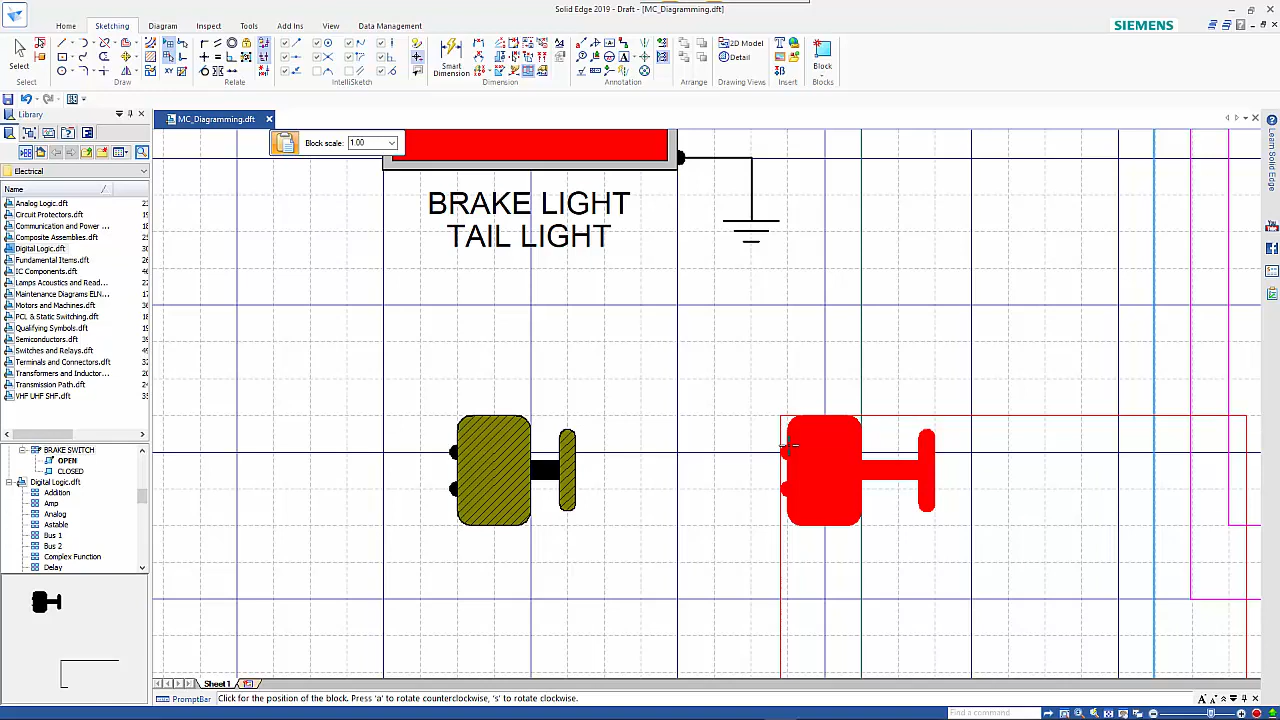 Solid Edge 2019 - Draft - [MC_Diagramming.dft]
Home
Sketching
Diagram
Inspect
Tools
Add Ins
View
Data Management
SIEMENS
Select
Smart
Dimension
2D Model
Detail
Block
Select
Draw
Relate
IntelliSketch
Dimension
Annotation
Arrange
Drawing Views
Insert
Blocks
Library
MC_Diagramming.dft
Block scale: 1.00
Electrical
Name
Analog Logic.dft
Circuit Protectors.dft
Communication and Power ...
Composite Assemblies.dft
Digital Logic.dft
Fundamental Items.dft
IC Components.dft
Lamps Acoustics and Read...
Maintenance Diagrams ELN...
Motors and Machines.dft
PCL & Static Switching.dft
Qualifying Symbols.dft
Semiconductors.dft
Switches and Relays.dft
Terminals and Connectors.dft
Transformers and Inductor...
Transmission Path.dft
VHF UHF SHF.dft
BRAKE SWITCH
OPEN
CLOSED
Digital Logic.dft
Addition
Amp
Analog
Astable
Bus 1
Bus 2
Complex Function
Delay
BRAKE LIGHT
TAIL LIGHT
Learn Solid Edge
Sheet1
PromptBar
Click for the position of the block. Press 'a' to rotate counterclockwise, 's' to rotate clockwise.
Find a command